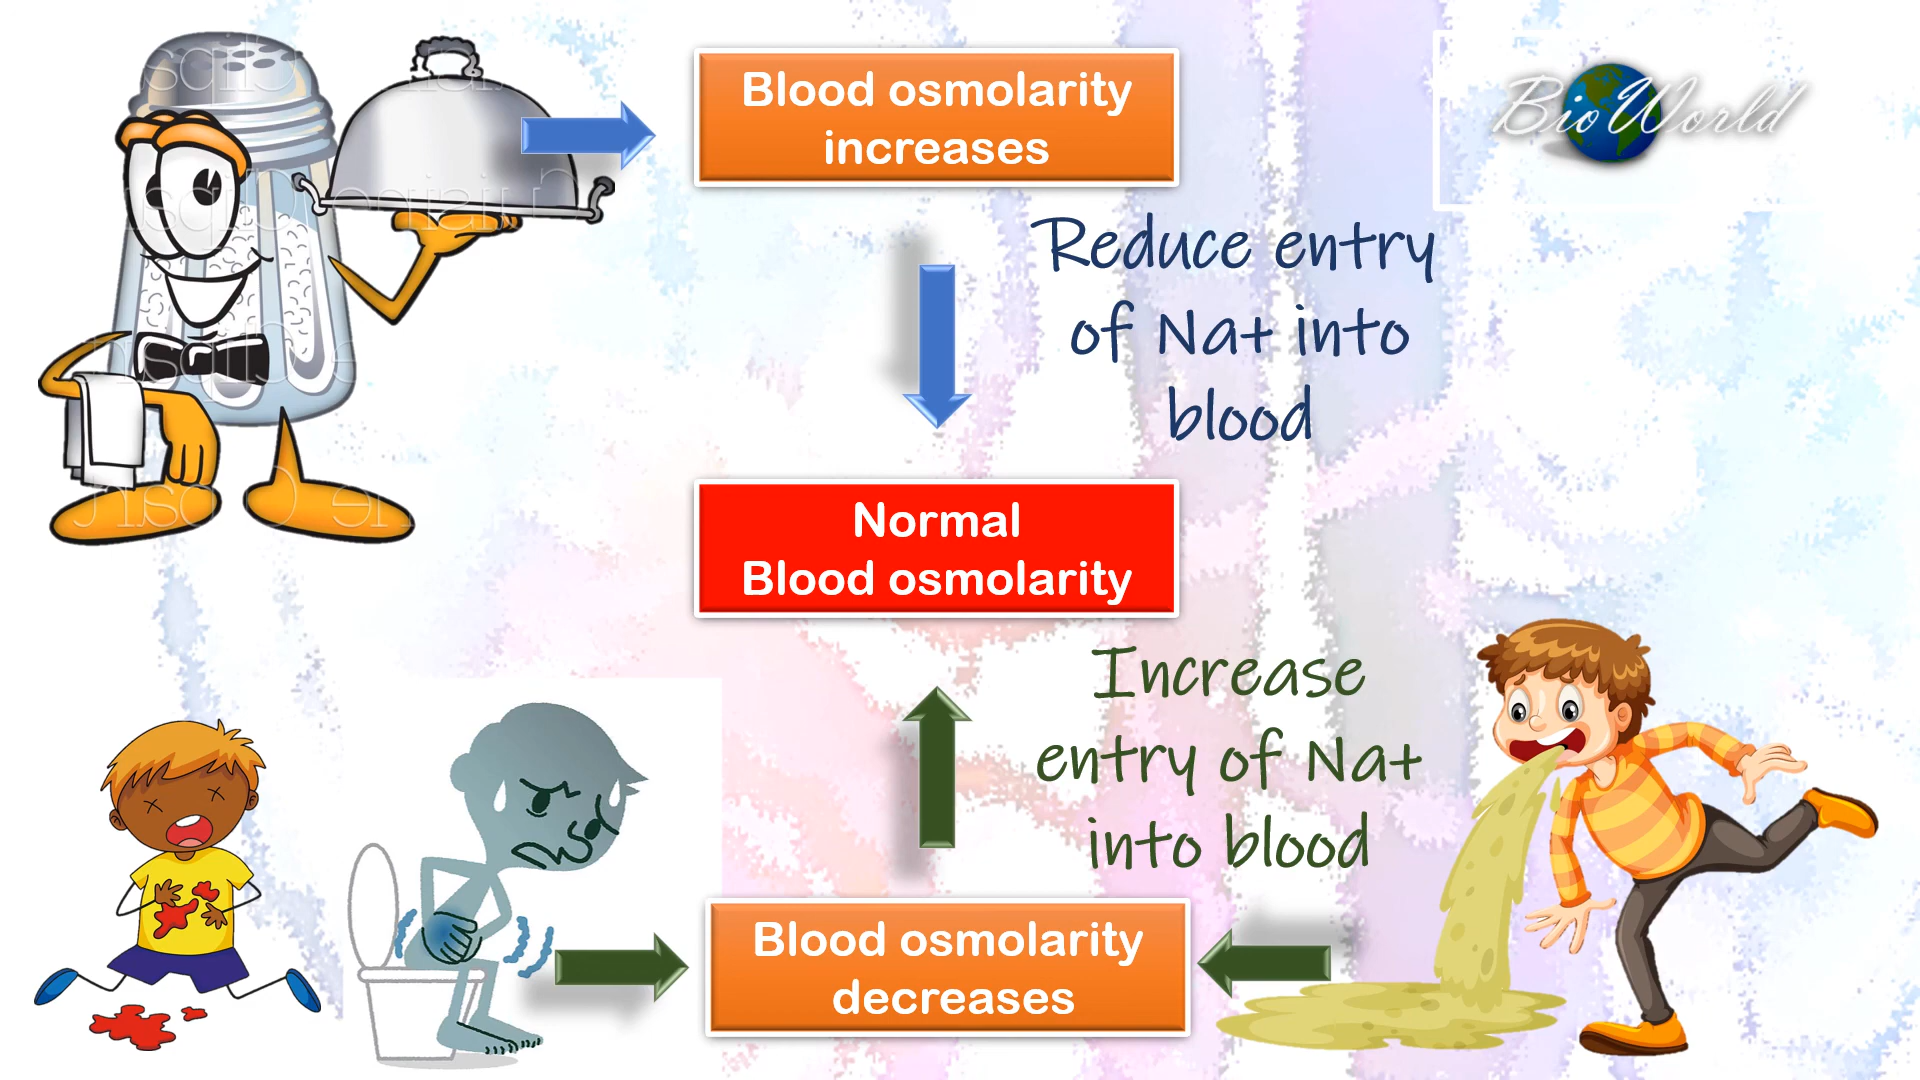 Blood osmolarity
increases
BioWorld
Reduce entry
of Na+ into
blood
Normal
Blood osmolarity
Increase
entry of Na+
into blood
Blood osmolarity
decreases